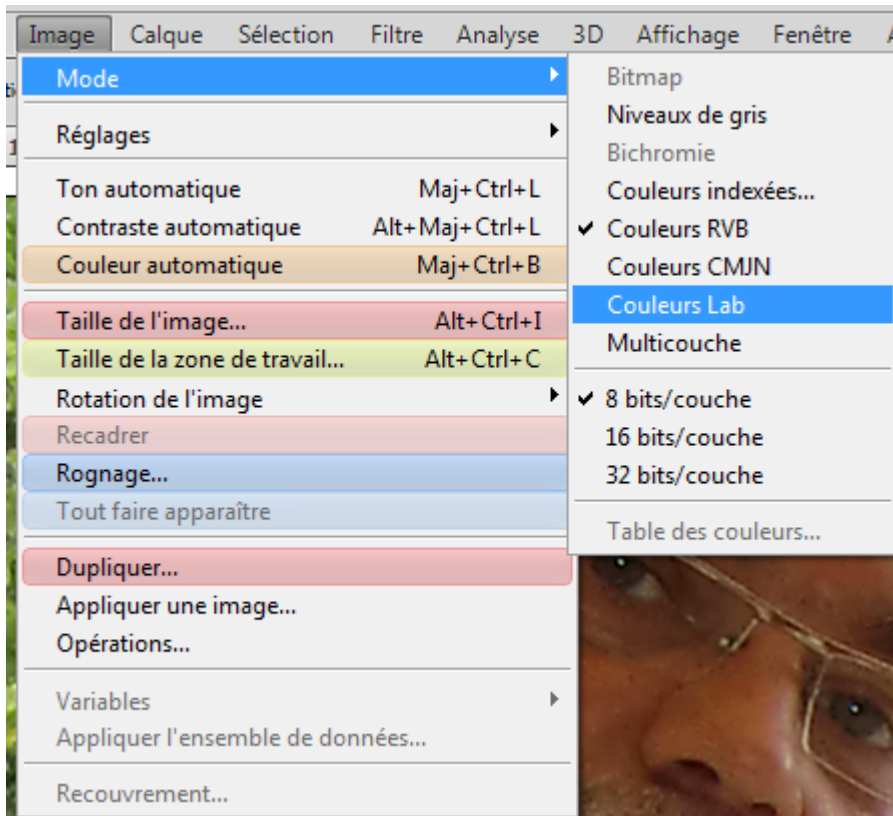 Image Calque Sélection Filtre Analyse 3D Affichage Fenêtre
Mode
Réglages
Ton automatique Maj+Ctrl+L
Contraste automatique Alt+Maj+Ctrl+L
Couleur automatique Maj+Ctrl+B
Taille de l'image... Alt+Ctrl+I
Taille de la zone de travail... Alt+Ctrl+C
Rotation de l'image
Recadrer
Rognage...
Tout faire apparaître
Dupliquer...
Appliquer une image...
Opérations...
Variables
Appliquer l'ensemble de données...
Recouvrement...
Bitmap
Niveaux de gris
Bichromie
Couleurs indexées...
Couleurs RVB
Couleurs CMJN
Couleurs Lab
Multicouche
8 bits/couche
16 bits/couche
32 bits/couche
Table des couleurs...